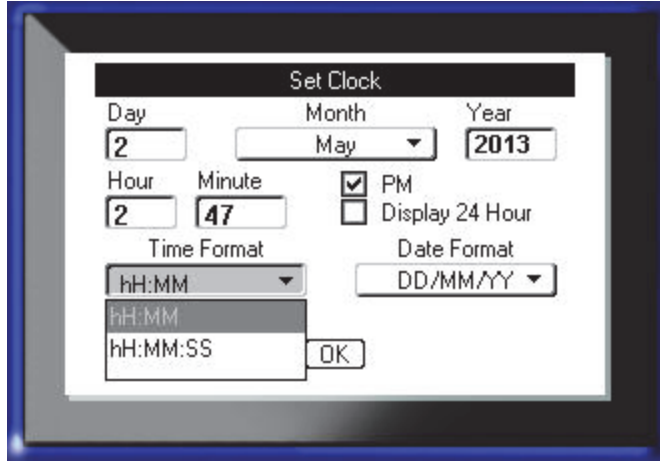 Set Clock
Day Month Year
2 May 2013
Hour Minute PM
2 47 Display 24 Hour
Time Format Date Format
hH:MM DD/MM/YY
hH:MM
hH:MM:SS OK